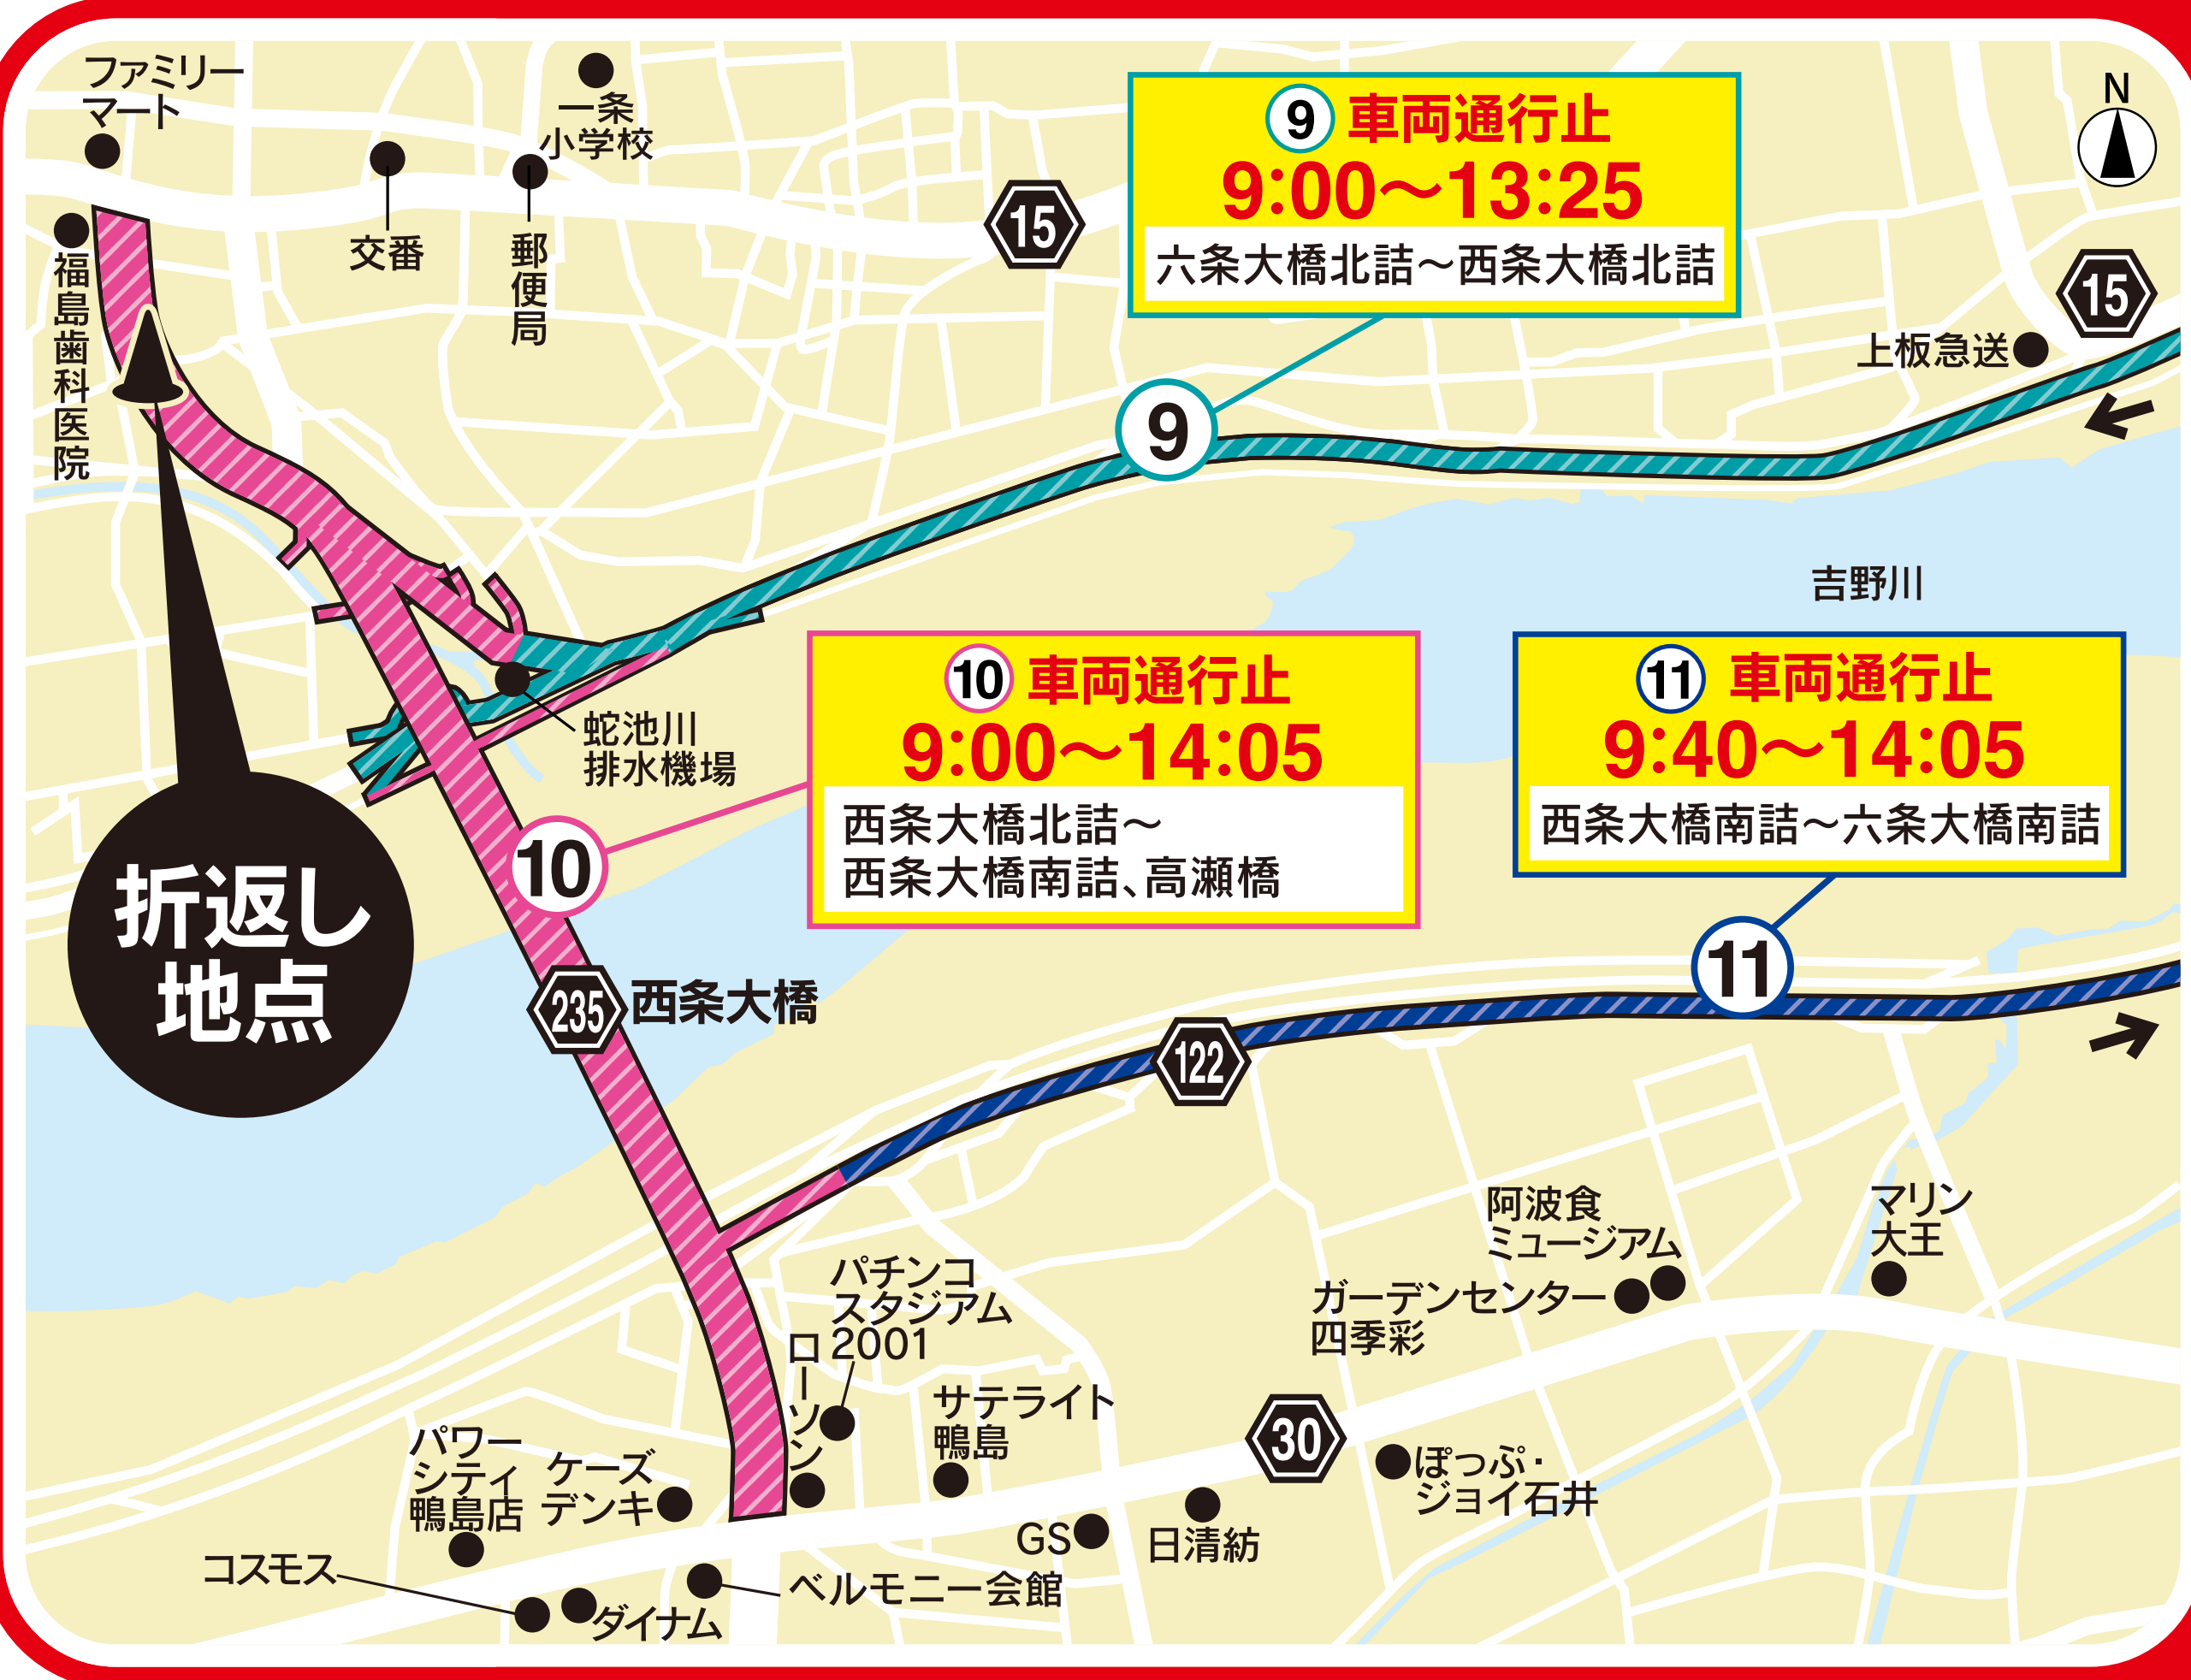 ファミリー
マート
一条
小学校
交番
郵便局
福島歯科医院
15
N
15
上板急送
9 車両通行止
9:00〜13:25
六条大橋北詰〜西条大橋北詰
9
吉野川
蛇池川
排水機場
10 車両通行止
9:00〜14:05
西条大橋北詰〜
西条大橋南詰、高瀬橋
11 車両通行止
9:40〜14:05
西条大橋南詰〜六条大橋南詰
10
11
折返し
地点
235
西条大橋
122
阿波食
ミュージアム
マリン
大王
ガーデンセンター
四季彩
パチンコ
スタジアム
2001
ローソン
サテライト
鴨島
30
ぽっぷ・
ジョイ石井
パワー
シティ
鴨島店
ケーズ
デンキ
GS
日清紡
コスモス
ダイナム
ベルモニー会館